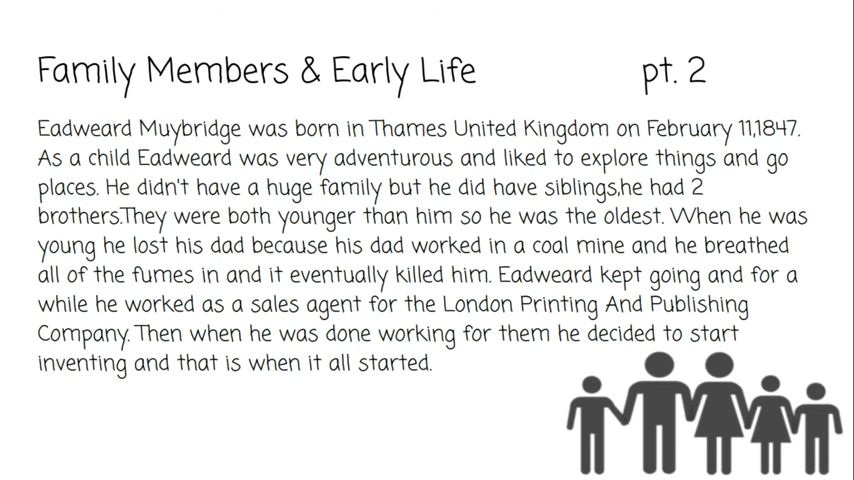 Family Members & Early Life pt. 2
Eadweard Muybridge was born in Thames United Kingdom on February 11,1847.
As a child Eadweard was very adventurous and liked to explore things and go
places. He didn't have a huge family but he did have siblings,he had 2
brothers.They were both younger than him so he was the oldest. When he was
young he lost his dad because his dad worked in a coal mine and he breathed
all of the fumes in and it eventually killed him. Eadweard kept going and for a
while he worked as a sales agent for the London Printing And Publishing
Company. Then when he was done working for them he decided to start
inventing and that is when it all started.